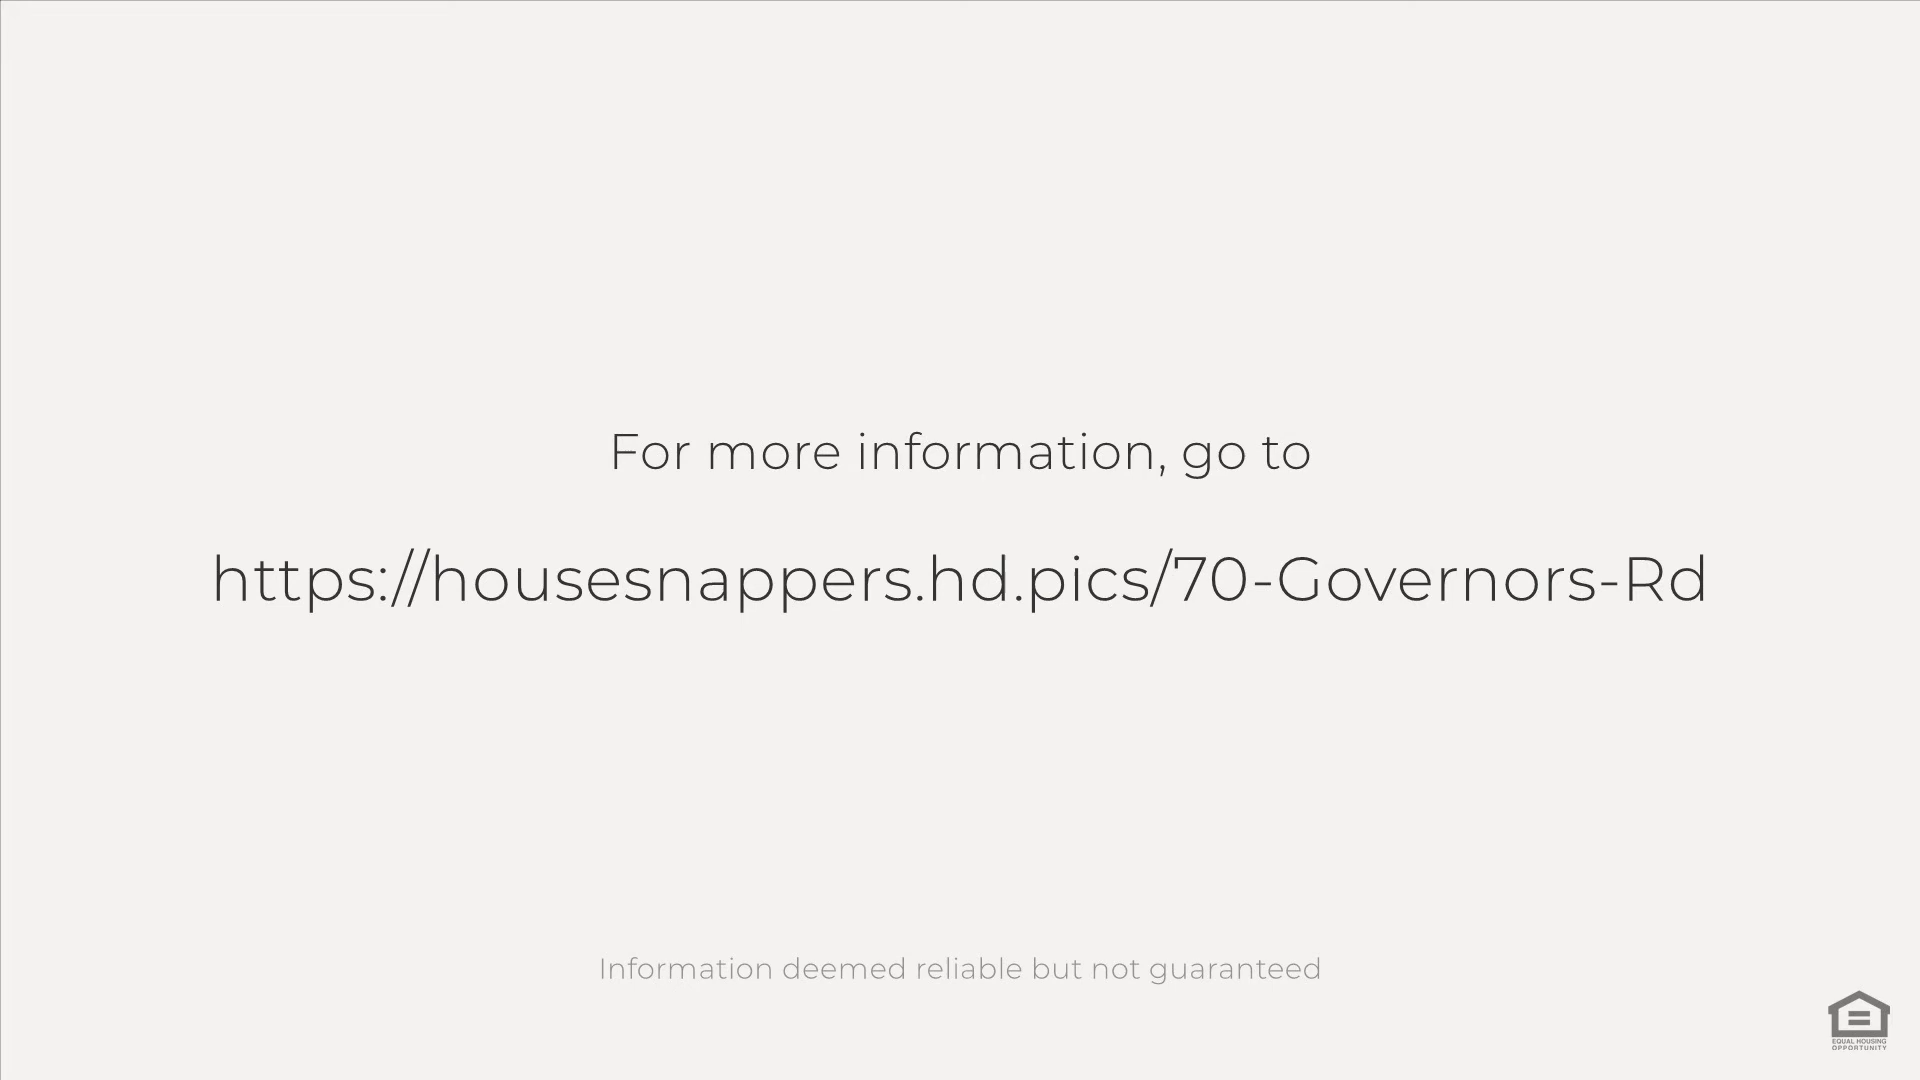 For more information, go to
https://housesnappers.hd.pics/70-Governors-Rd
Information deemed reliable but not guaranteed
EQUAL HOUSING
OPPORTUNITY